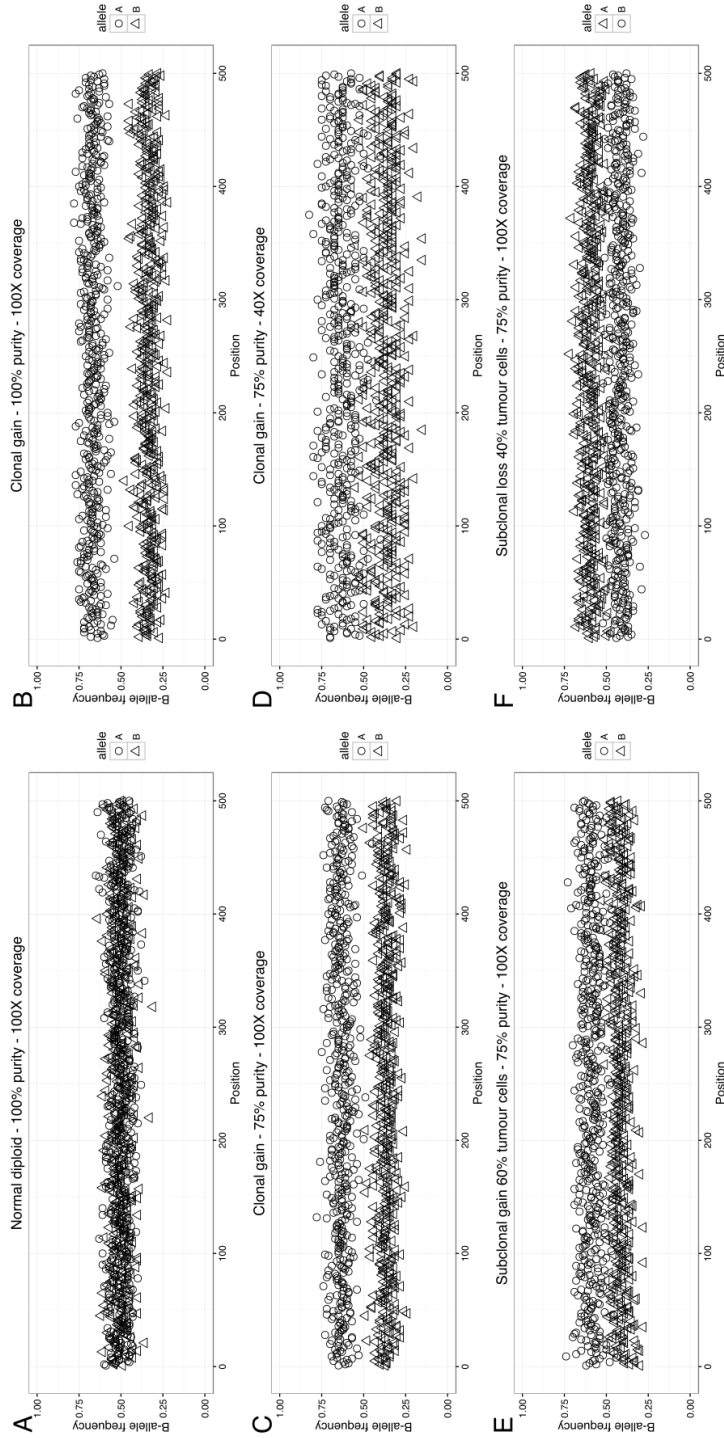 A
Normal diploid - 100% purity - 100X coverage
B-allele frequency
1.00
0.75
0.50
0.25
0.00
0
100
200
300
400
500
Position
allele
A
B
B
Clonal gain - 100% purity - 100X coverage
B-allele frequency
1.00
0.75
0.50
0.25
0.00
0
100
200
300
400
500
Position
allele
A
B
C
Clonal gain - 75% purity - 100X coverage
B-allele frequency
1.00
0.75
0.50
0.25
0.00
0
100
200
300
400
500
Position
allele
A
B
D
Clonal gain - 75% purity - 40X coverage
B-allele frequency
1.00
0.75
0.50
0.25
0.00
0
100
200
300
400
500
Position
allele
A
B
E
Subclonal gain 60% tumour cells - 75% purity - 100X coverage
B-allele frequency
1.00
0.75
0.50
0.25
0.00
0
100
200
300
400
500
Position
allele
A
B
F
Subclonal loss 40% tumour cells - 75% purity - 100X coverage
B-allele frequency
1.00
0.75
0.50
0.25
0.00
0
100
200
300
400
500
Position
allele
A
B